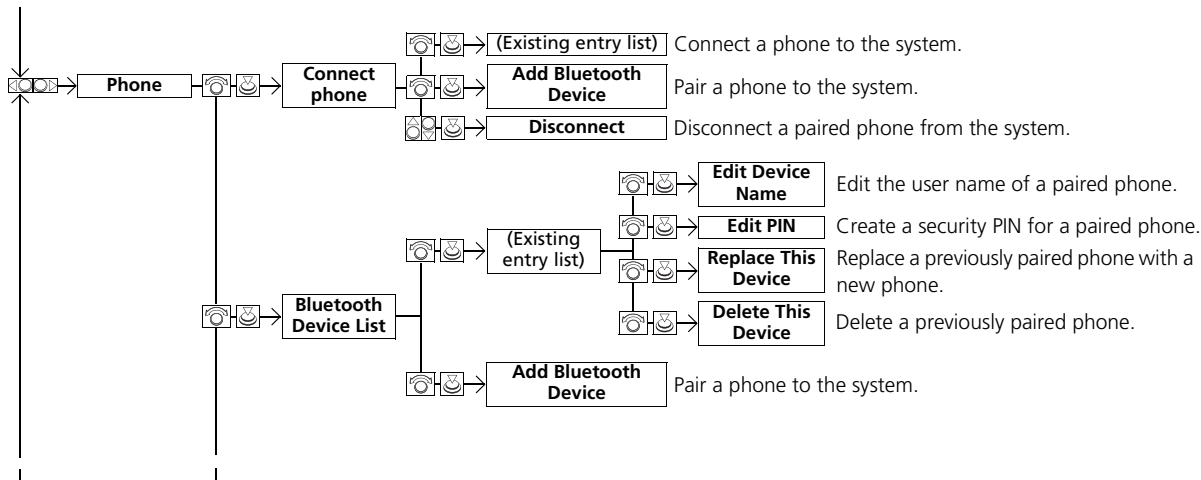 (Existing entry list) Connect a phone to the system.
Phone
Connect
phone
Add Bluetooth
Device
Pair a phone to the system.
Disconnect
Disconnect a paired phone from the system.
Edit Device
Name
Edit the user name of a paired phone.
Edit PIN
Create a security PIN for a paired phone.
(Existing
entry list)
Replace This
Device
Replace a previously paired phone with a
new phone.
Bluetooth
Device List
Delete This
Device
Delete a previously paired phone.
Add Bluetooth
Device
Pair a phone to the system.